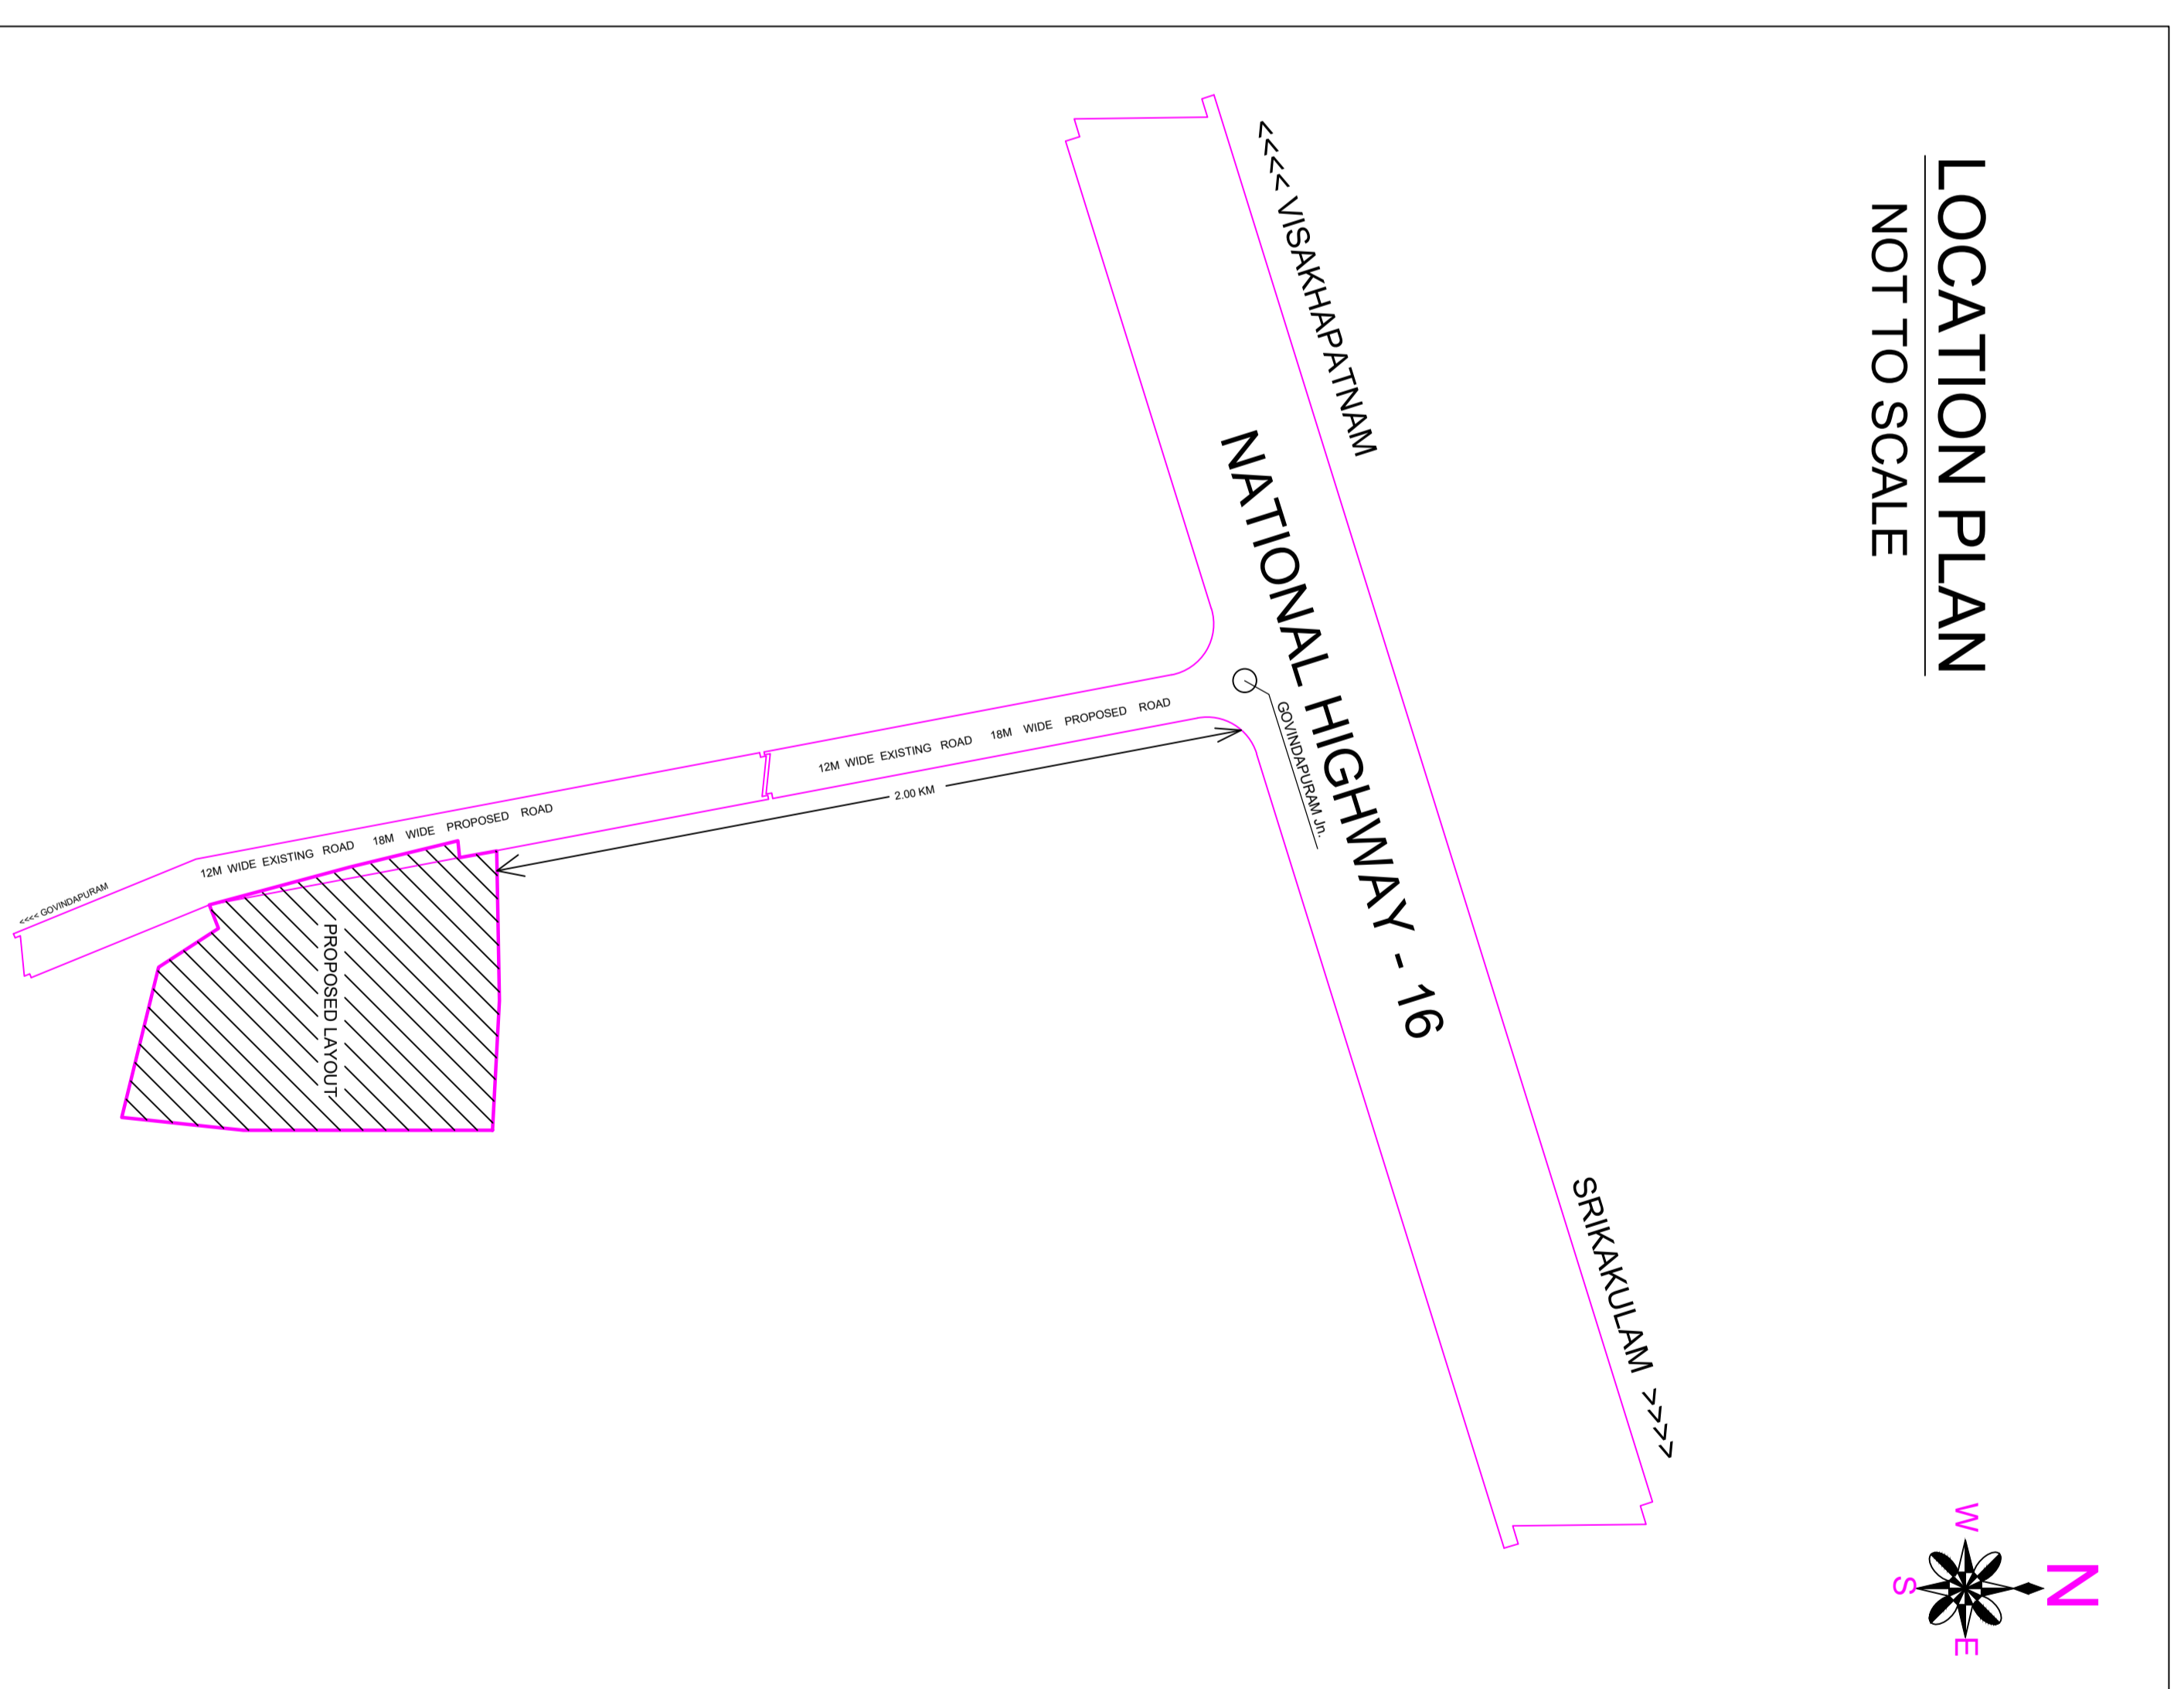 LOCATION PLAN
NOT TO SCALE
<<<< VISAKHAPATNAM
NATIONAL HIGHWAY - 16
SRIKAKULAM >>>>
GOVINDAPURAM Jn.
12M WIDE EXISTING ROAD 18M WIDE PROPOSED ROAD
2.00 KM
12M WIDE EXISTING ROAD 18M WIDE PROPOSED ROAD
<<<< GOVINDAPURAM
PROPOSED LAYOUT
N
W
E
S